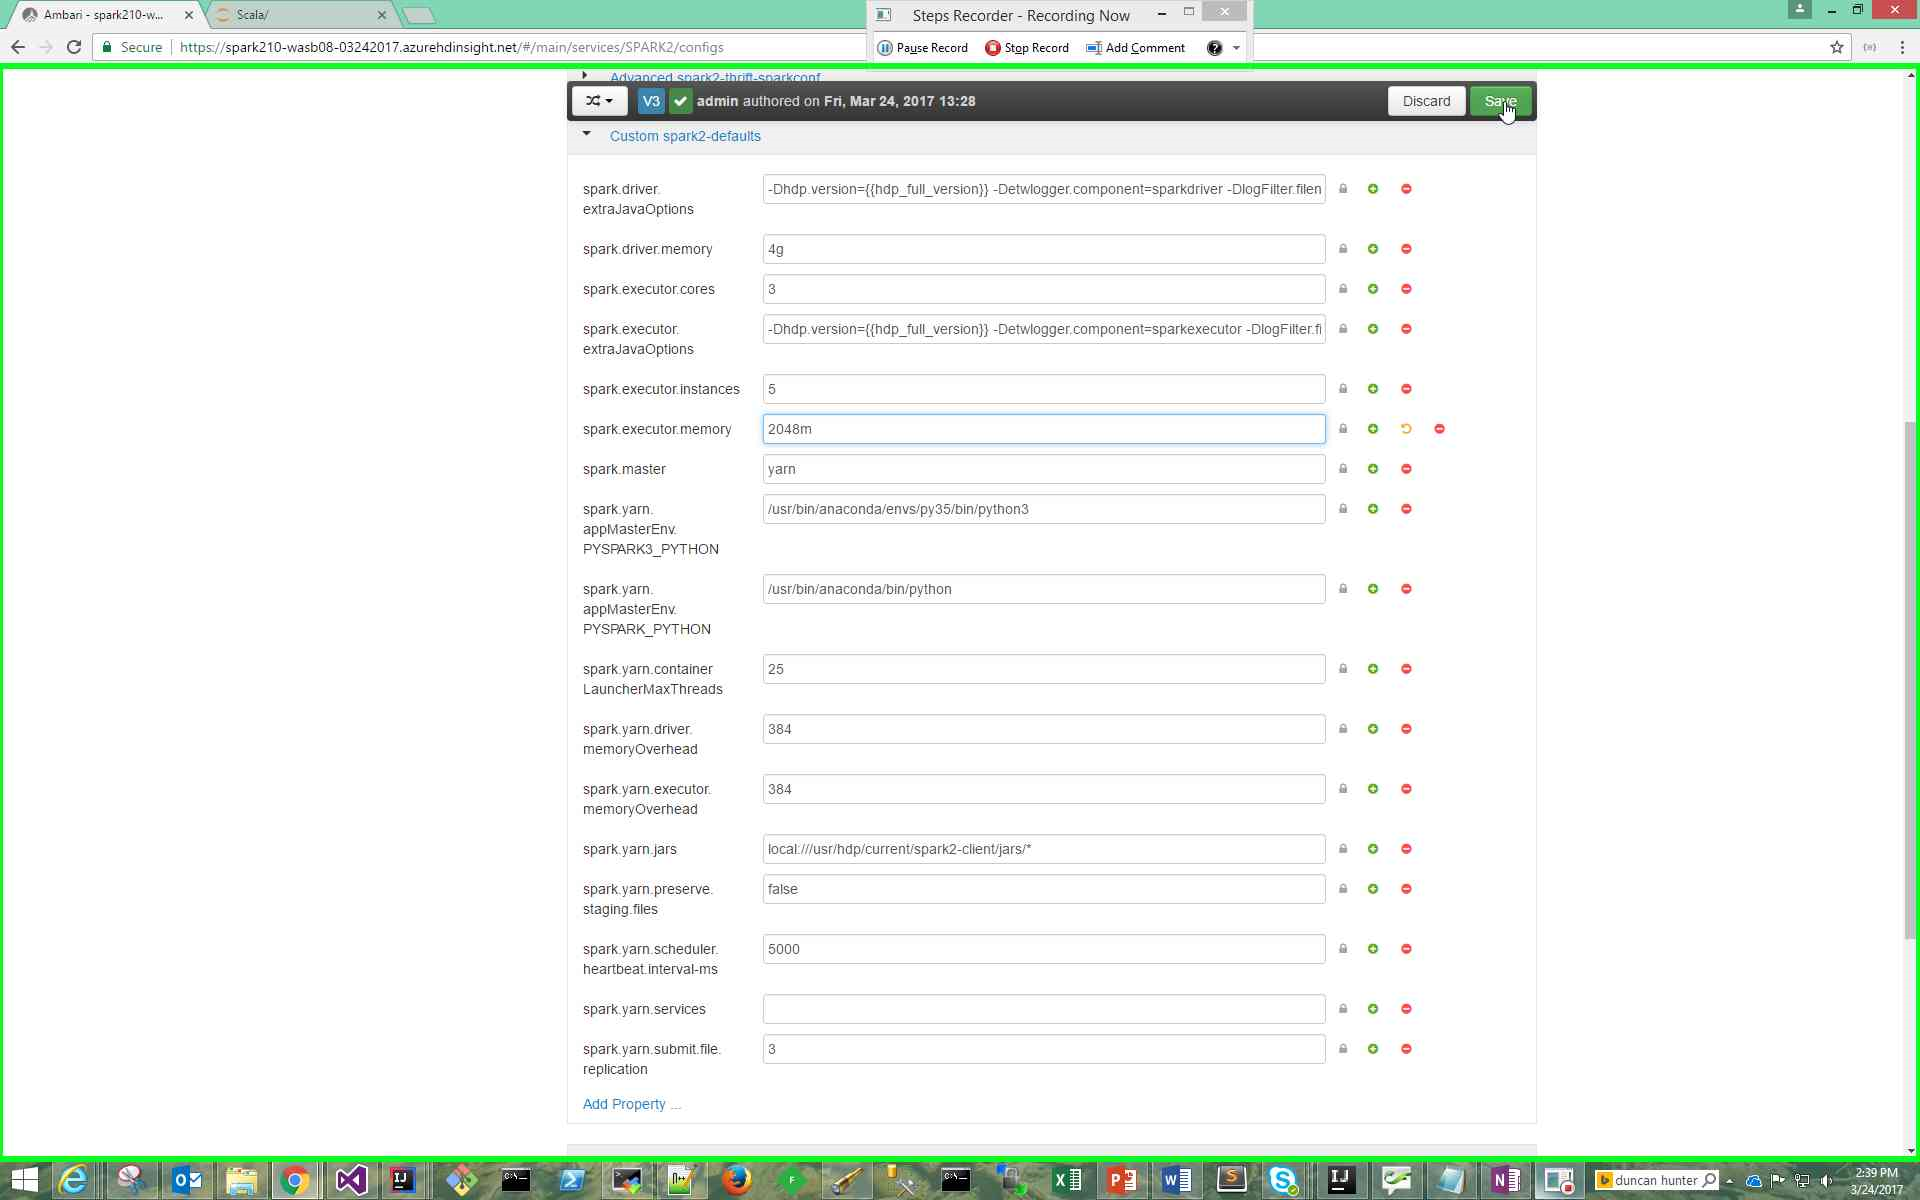 Ambari - spark210-w...
Scala/
Steps Recorder - Recording Now
Secure
https://spark210-wasb08-03242017.azurehdinsight.net/#/main/services/SPARK2/configs
Pause Record
Stop Record
Add Comment
Advanced spark2-thrift-sparkconf
V3
admin authored on Fri, Mar 24, 2017 13:28
Discard
Save
Custom spark2-defaults
spark.driver.
extraJavaOptions
-Dhdp.version={{hdp_full_version}} -Detwlogger.component=sparkdriver -DlogFilter.filen
spark.driver.memory
4g
spark.executor.cores
3
spark.executor.
extraJavaOptions
-Dhdp.version={{hdp_full_version}} -Detwlogger.component=sparkexecutor -DlogFilter.fi
spark.executor.instances
5
spark.executor.memory
2048m
spark.master
yarn
spark.yarn.
appMasterEnv.
PYSPARK3_PYTHON
/usr/bin/anaconda/envs/py35/bin/python3
spark.yarn.
appMasterEnv.
PYSPARK_PYTHON
/usr/bin/anaconda/bin/python
spark.yarn.container
LauncherMaxThreads
25
spark.yarn.driver.
memoryOverhead
384
spark.yarn.executor.
memoryOverhead
384
spark.yarn.jars
local:///usr/hdp/current/spark2-client/jars/*
spark.yarn.preserve.
staging.files
false
spark.yarn.scheduler.
heartbeat.interval-ms
5000
spark.yarn.services
spark.yarn.submit.file.
replication
3
Add Property ...
duncan hunter
2:39 PM
3/24/2017